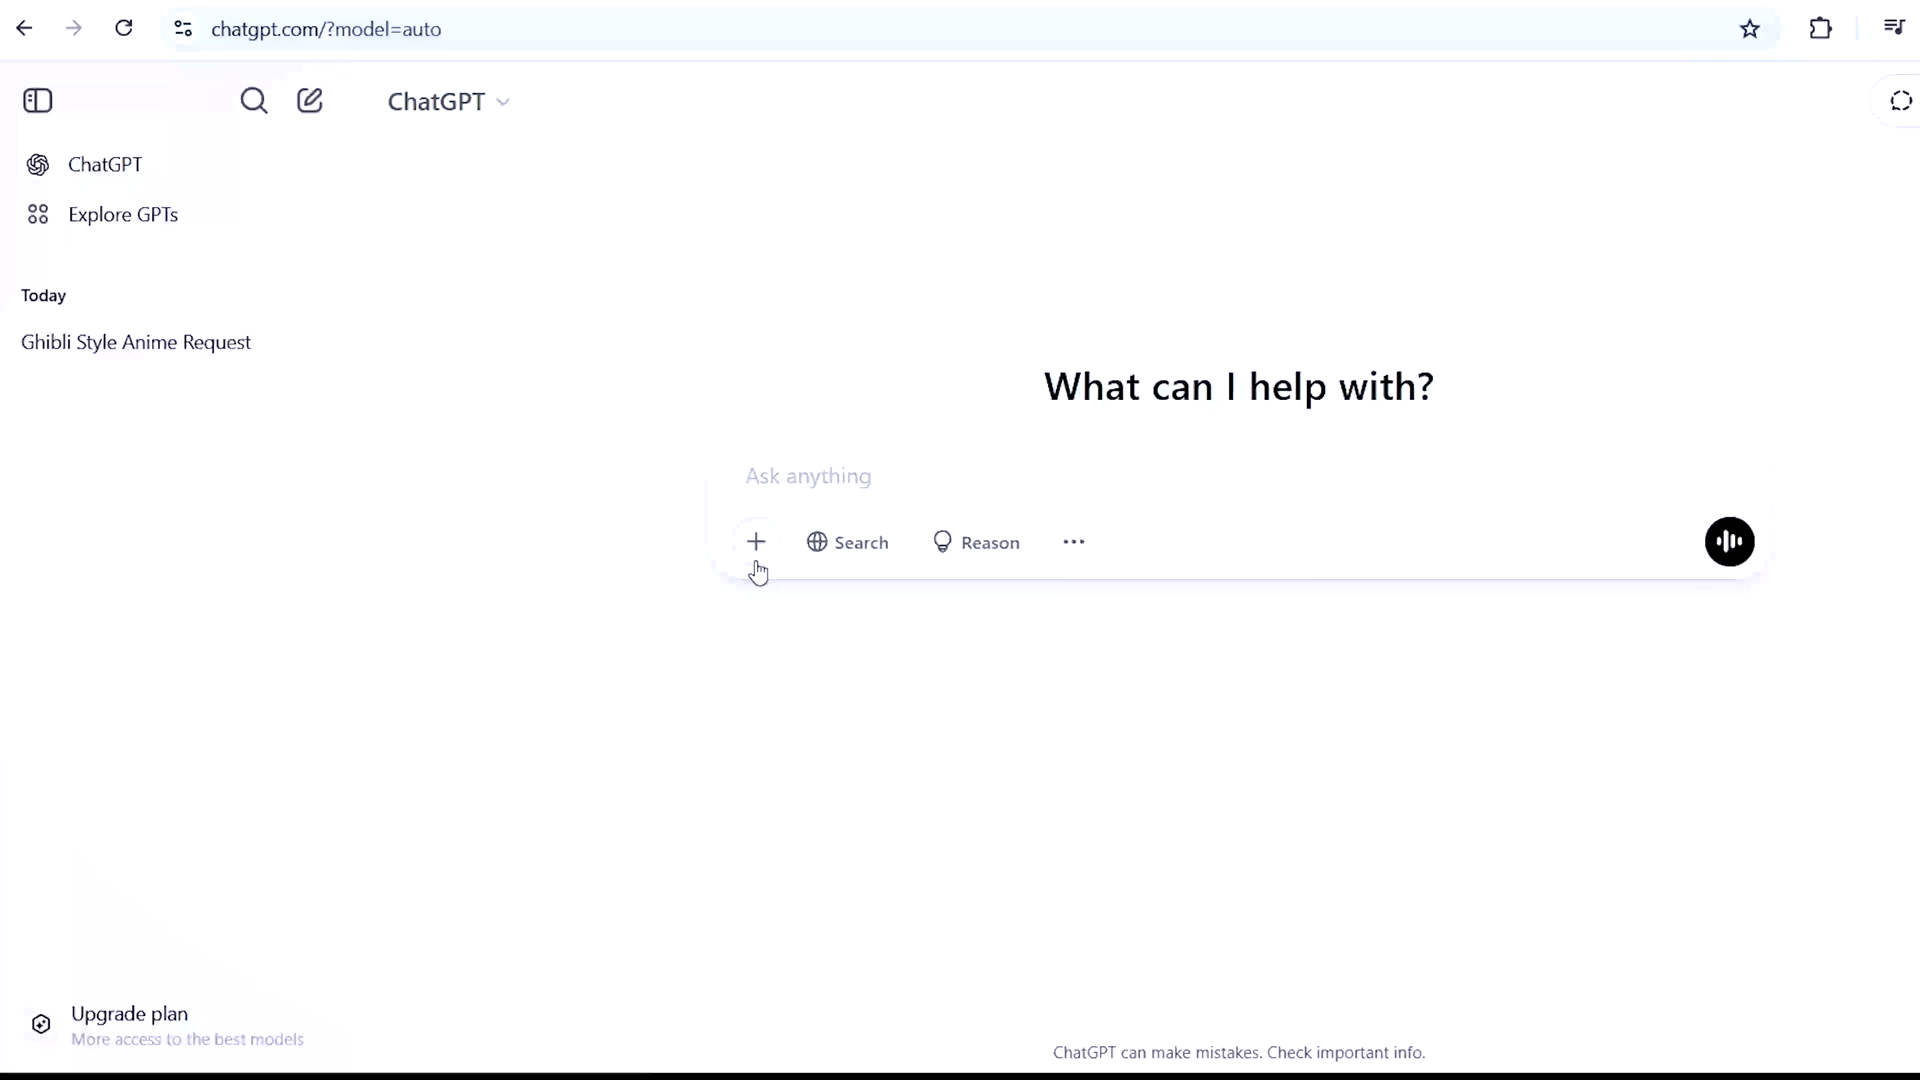 chatgpt.com/?model=auto
ChatGPT
ChatGPT
Explore GPTs
Today
Ghibli Style Anime Request
What can I help with?
Ask anything
Search
Reason
Upgrade plan
More access to the best models
ChatGPT can make mistakes. Check important info.